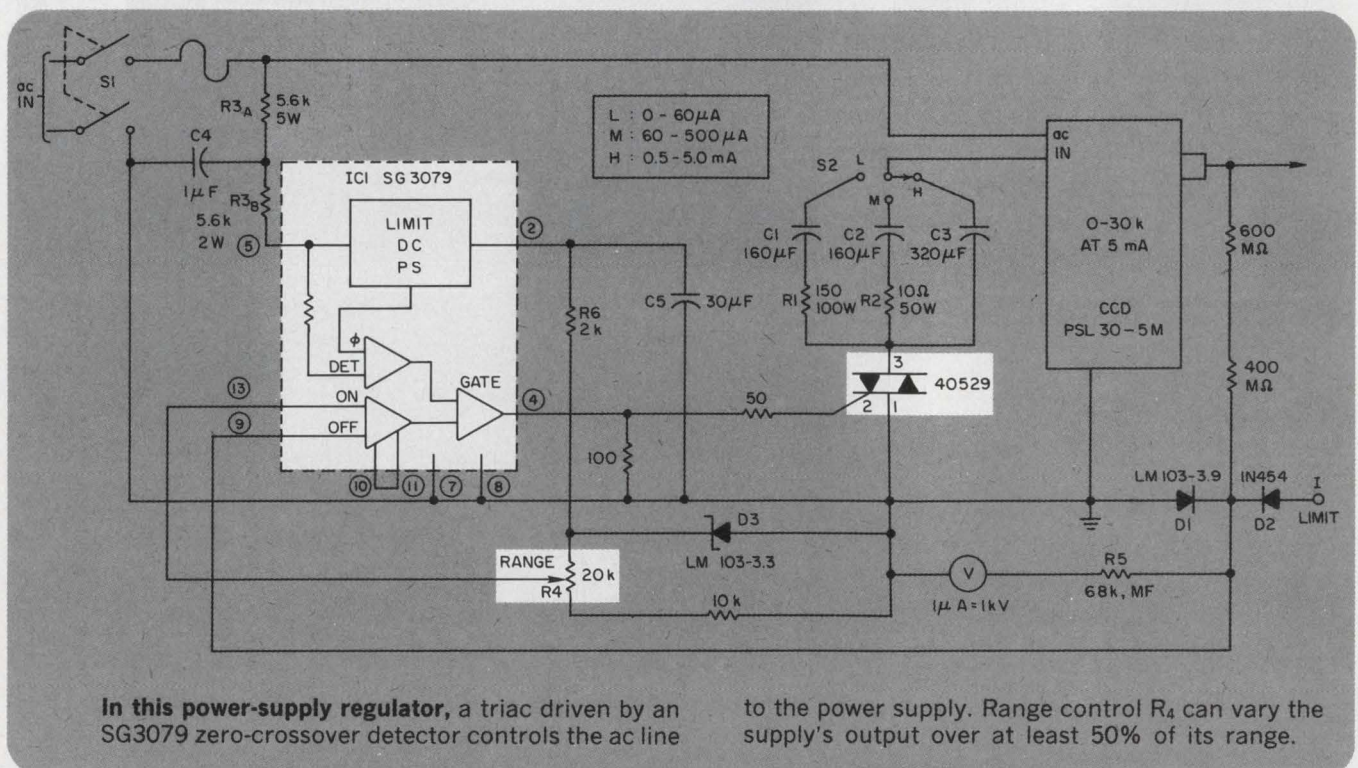 ac
IN
S1
R3A
5.6k
5W
C4
1μF
R3B
5.6k
2W
⑤
IC1 SG3079
LIMIT
DC
PS
②
ϕ
DET
GATE
⑬
ON
④
⑨
OFF
⑩
⑪
⑦
⑧
L : 0-60μA
M : 60-500μA
H : 0.5-5.0 mA
R6
2k
C5
30μF
50
100
S2
L
M
H
C1
160μF
C2
160μF
C3
320μF
R1
150
100W
R2
10Ω
50W
3
40529
2
1
ac
IN
0-30 k
AT 5 mA
CCD
PSL 30-5M
600
MΩ
400
MΩ
LM 103-3.9
D1
1N454
D2
I
LIMIT
D3
LM 103-3.3
RANGE
R4
20k
10k
V
1μA=1kV
R5
68k, MF
In this power-supply regulator, a triac driven by an
SG3079 zero-crossover detector controls the ac line
to the power supply. Range control R4 can vary the
supply's output over at least 50% of its range.